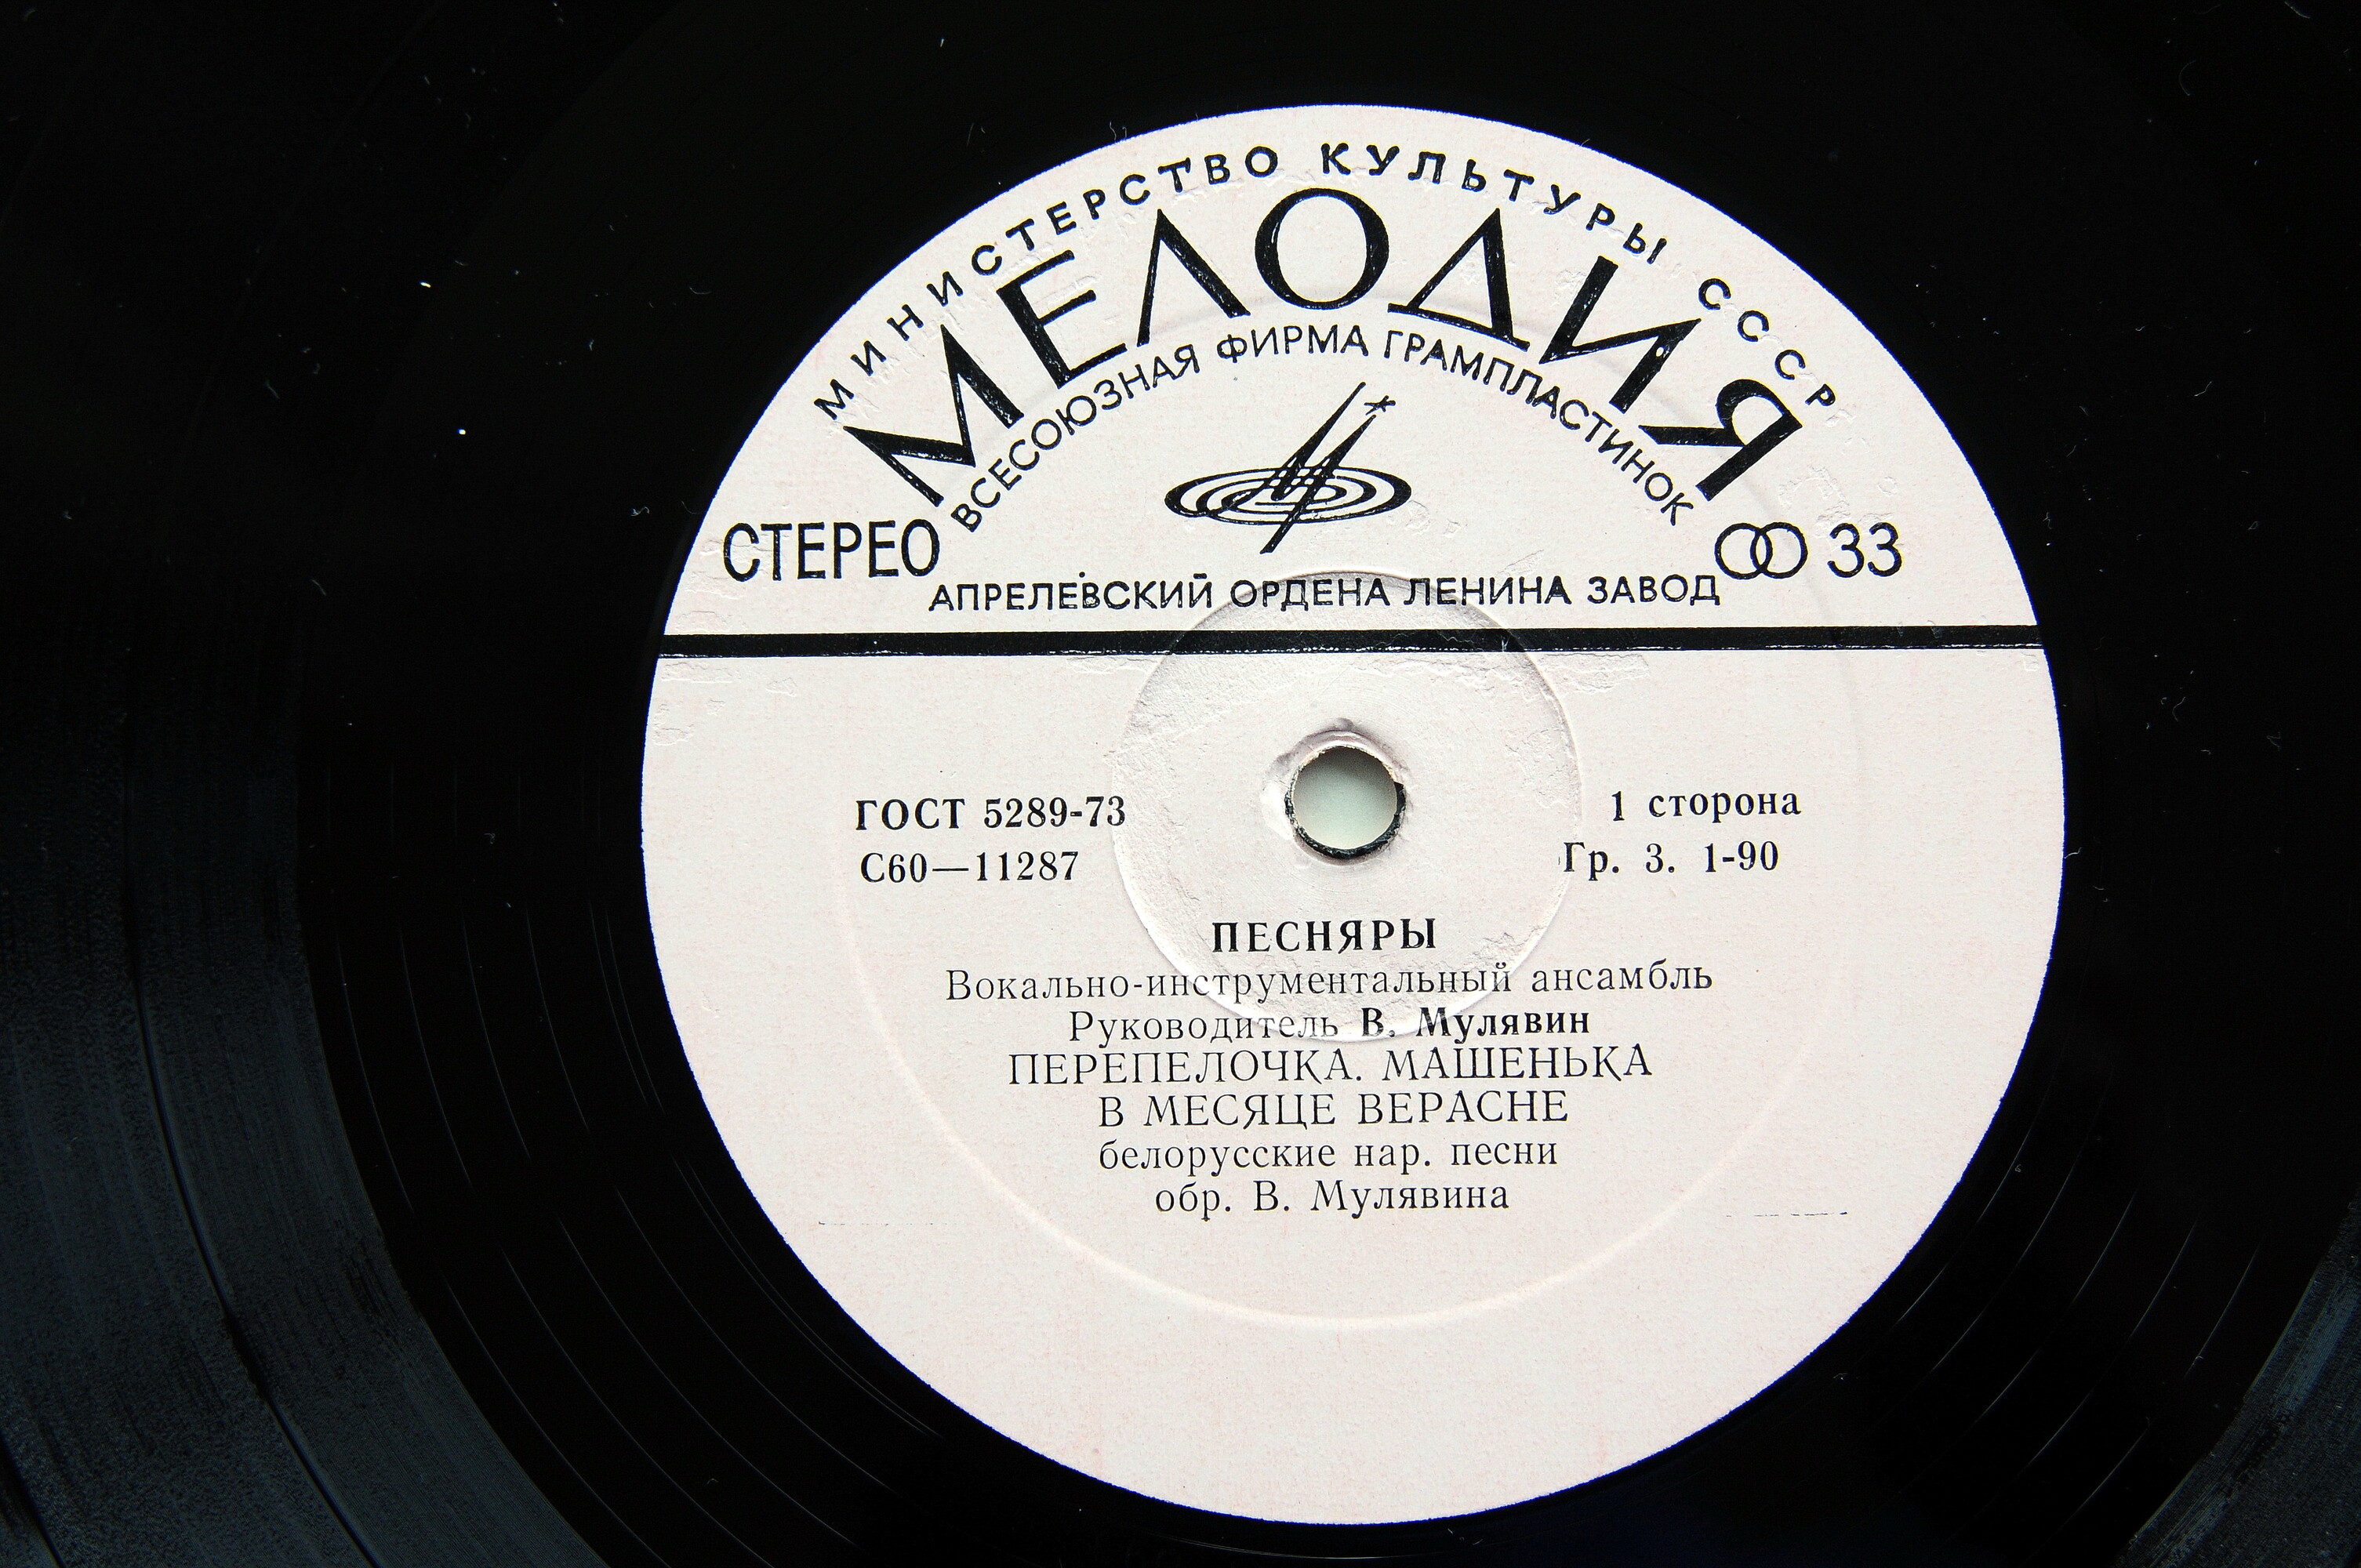 МИНИСТЕРСТВО КУЛЬТУРЫ СССР
МЕЛОДИЯ
ВСЕСОЮЗНАЯ ФИРМА ГРАМПЛАСТИНОК
СТЕРЕО
33
АПРЕЛЕВСКИЙ ОРДЕНА ЛЕНИНА ЗАВОД
ГОСТ 5289-73
С60—11287
1 сторона
Гр. 3. 1-90
ПЕСНЯРЫ
Вокально-инструментальный ансамбль
Руководитель В. Мулявин
ПЕРЕПЕЛОЧКА. МАШЕНЬКА
В МЕСЯЦЕ ВЕРАСНЕ
белорусские нар. песни
обр. В. Мулявина